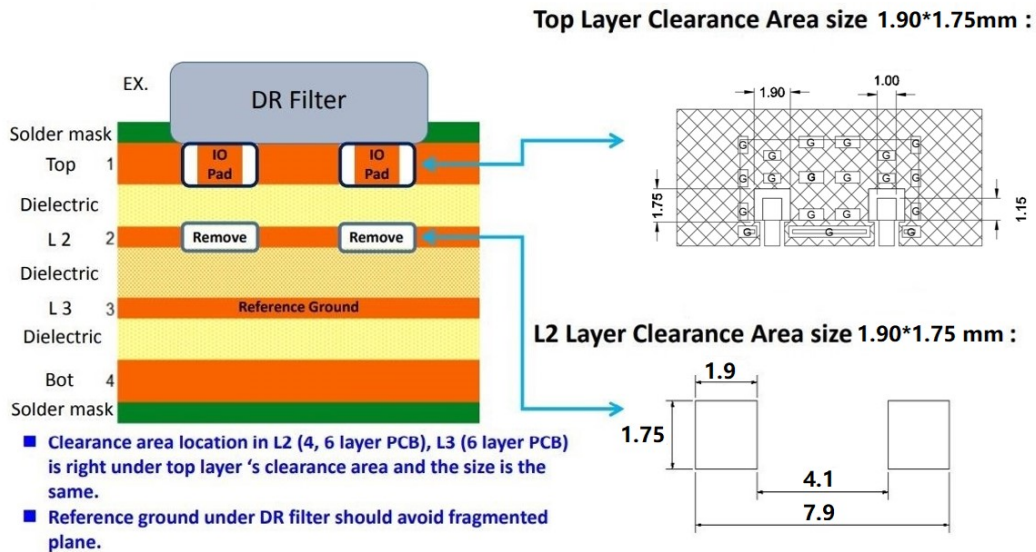 Top Layer Clearance Area size 1.90*1.75mm :
EX.
DR Filter
Solder mask
Top 1
IO Pad
IO Pad
Dielectric
L 2 2
Remove
Remove
Dielectric
L 3 3
Reference Ground
Dielectric
Bot 4
Solder mask
1.90
1.00
1.75
1.15
G G G G
G G
G G G G
G G G G
G G G
L2 Layer Clearance Area size 1.90*1.75 mm :
1.9
1.75
4.1
7.9
■ Clearance area location in L2 (4, 6 layer PCB), L3 (6 layer PCB)
is right under top layer 's clearance area and the size is the
same.
■ Reference ground under DR filter should avoid fragmented
plane.